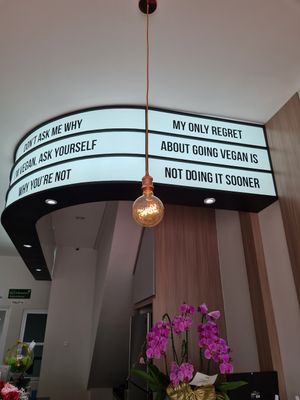 DON'T ASK ME WHY
I'M VEGAN, ASK YOURSELF
WHY YOU'RE NOT
MY ONLY REGRET
ABOUT GOING VEGAN IS
NOT DOING IT SOONER